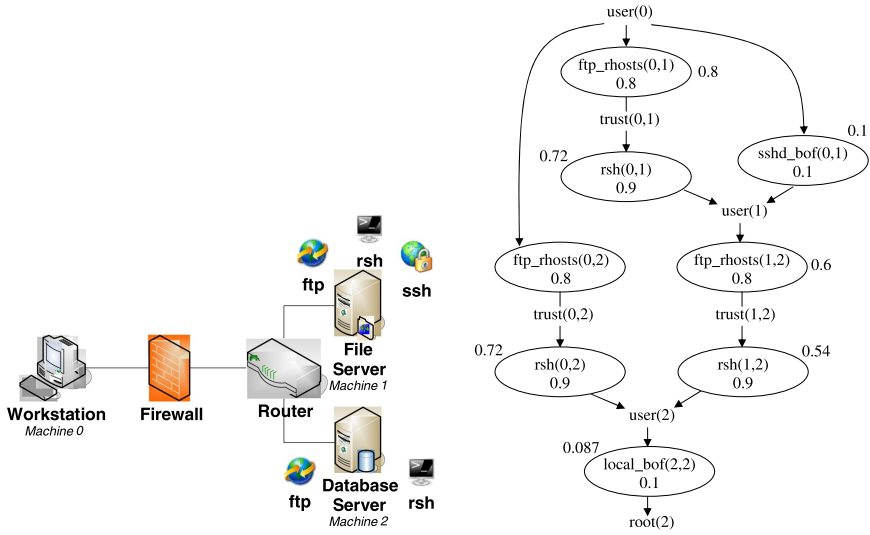 user(0)
ftp_rhosts(0,1)
0.8
0.8
trust(0,1)
0.72
rsh(0,1)
0.9
0.1
sshd_bof(0,1)
0.1
user(1)
ftp_rhosts(0,2)
0.8
ftp_rhosts(1,2)
0.8
0.6
trust(0,2)
trust(1,2)
0.72
rsh(0,2)
0.9
rsh(1,2)
0.9
0.54
user(2)
0.087
local_bof(2,2)
0.1
root(2)
>_
rsh
ftp
ssh
File
Server
Machine 1
Workstation
Machine 0
Firewall
Router
ftp
Database
Server
Machine 2
>_
rsh